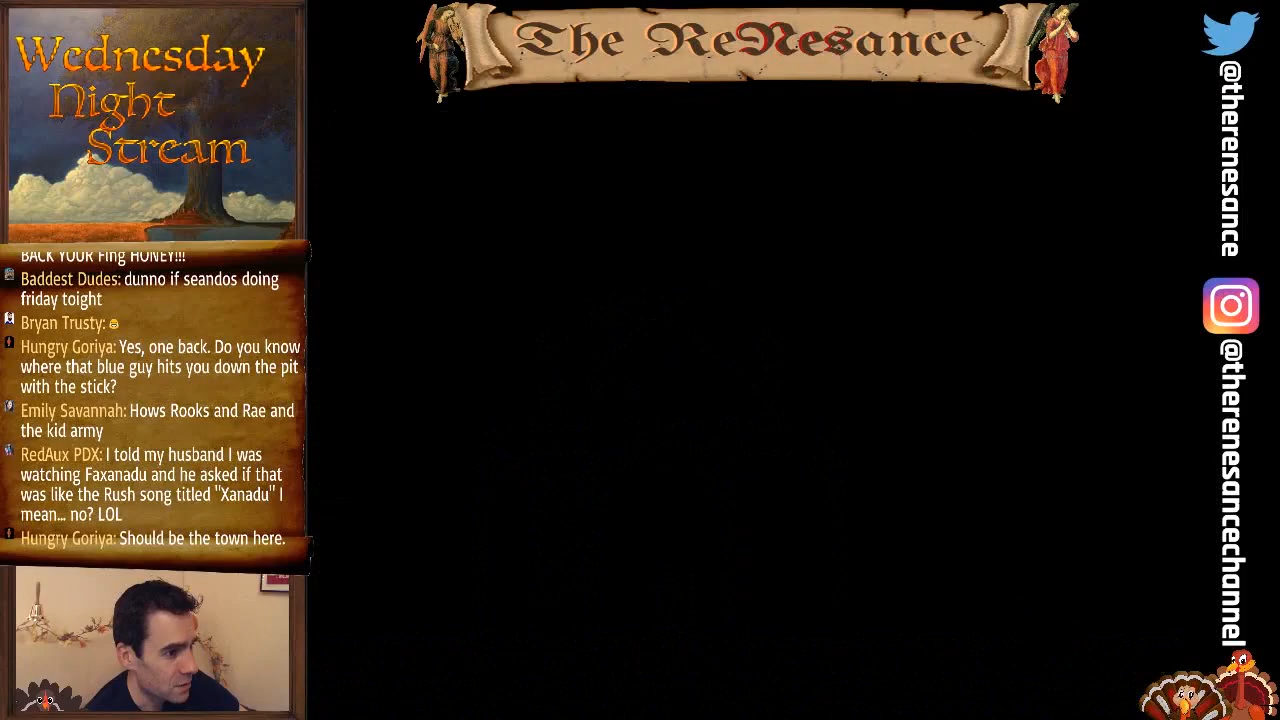 Wednesday
Night
Stream
The ReNesance
BACK YOUR Fing HONEY!!!
Baddest Dudes: dunno if seandos doing
friday toight
Bryan Trusty:
Hungry Goriya: Yes, one back. Do you know
where that blue guy hits you down the pit
with the stick?
Emily Savannah: Hows Rooks and Rae and
the kid army
RedAux PDX: I told my husband I was
watching Faxanadu and he asked if that
was like the Rush song titled "Xanadu" I
mean... no? LOL
Hungry Goriya: Should be the town here.
@therenesance
@therenesancechannel